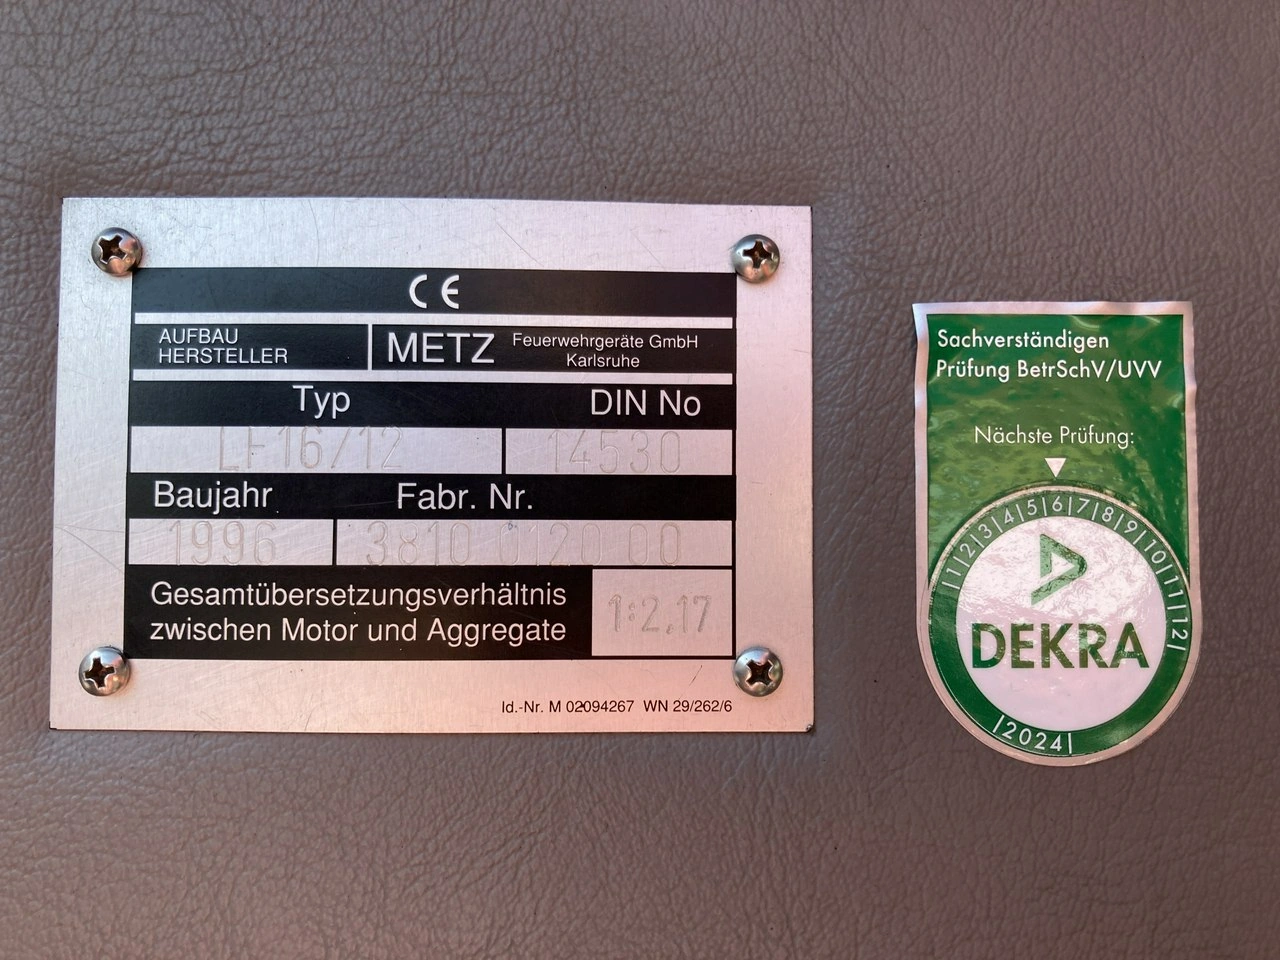 CE
AUFBAU
HERSTELLER
METZ Feuerwehrgeräte GmbH
Karlsruhe
Typ DIN No
LF16/12 14530
Baujahr Fabr. Nr.
1996 3810 0120 00
Gesamtübersetzungsverhältnis
zwischen Motor und Aggregate
1:2,17
Id.-Nr. M 02094267 WN 29/262/6
Sachverständigen
Prüfung BetrSchV/UVV
Nächste Prüfung:
|1|2|3|4|5|6|7|8|9|10|11|12|
DEKRA
|2024|